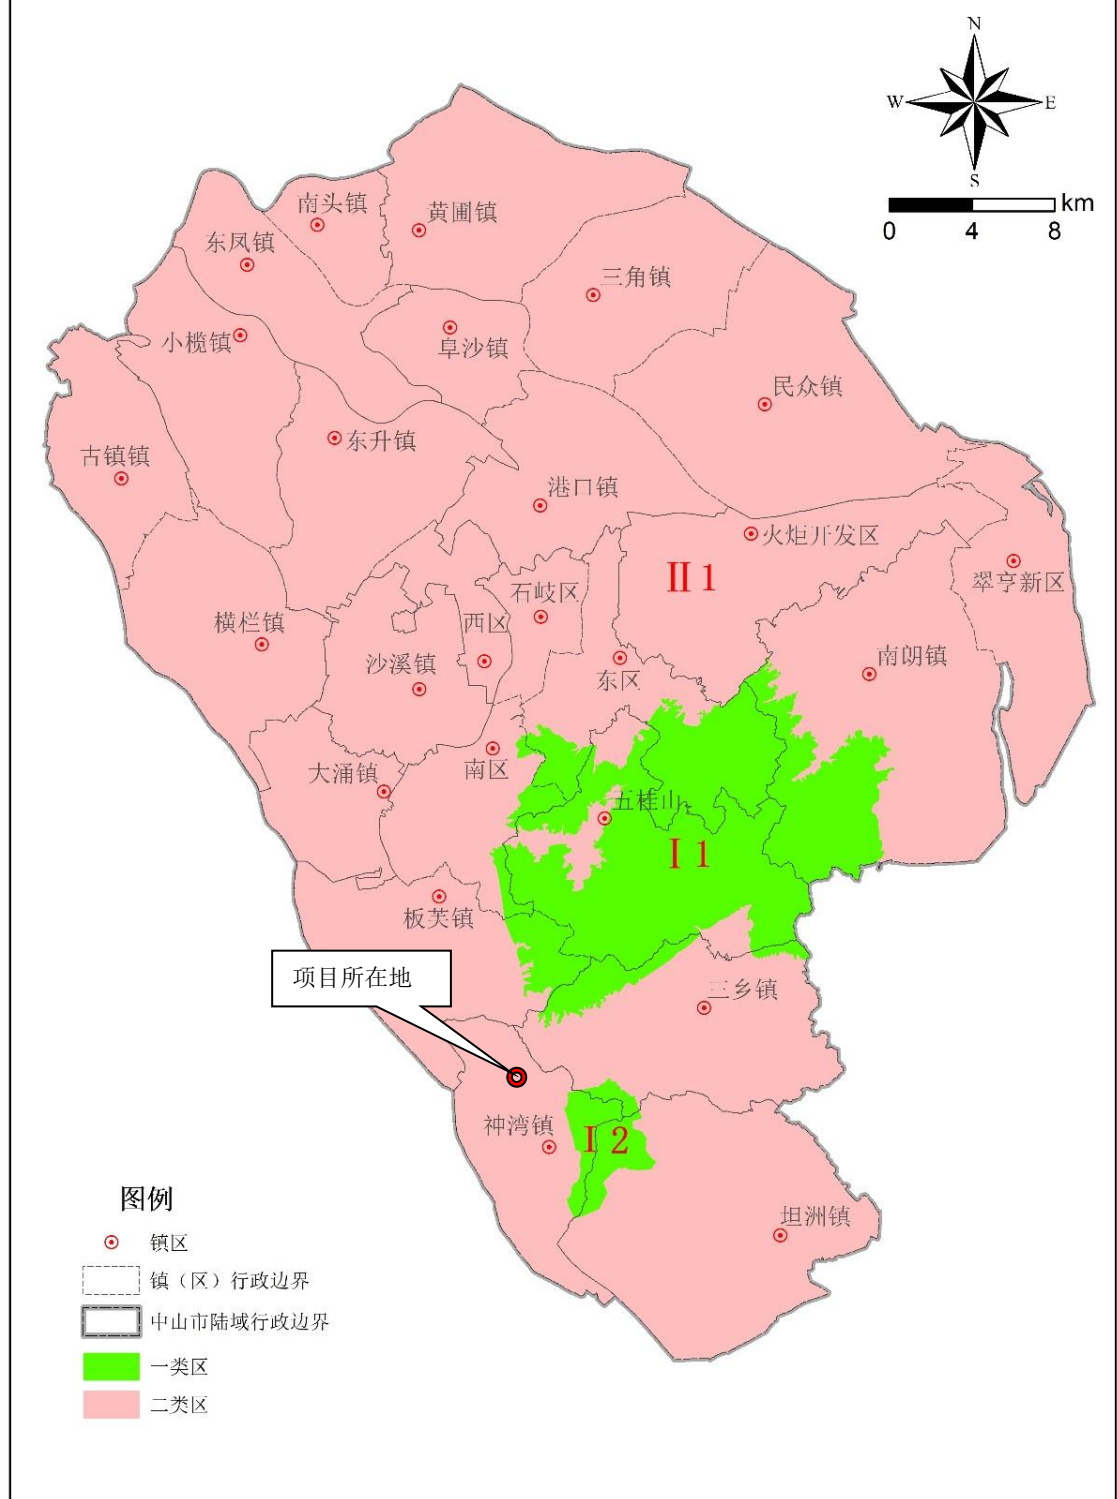 N
W
E
S
km
0 4 8
南头镇
黄圃镇
东凤镇
三角镇
小榄镇
阜沙镇
民众镇
东升镇
古镇镇
港口镇
火炬开发区
II 1
翠亨新区
石岐区
横栏镇
西区
沙溪镇
东区
南朗镇
南区
大涌镇
五桂山
I 1
板芙镇
项目所在地
三乡镇
神湾镇
I 2
坦洲镇
图例
镇区
镇（区）行政边界
中山市陆域行政边界
一类区
二类区